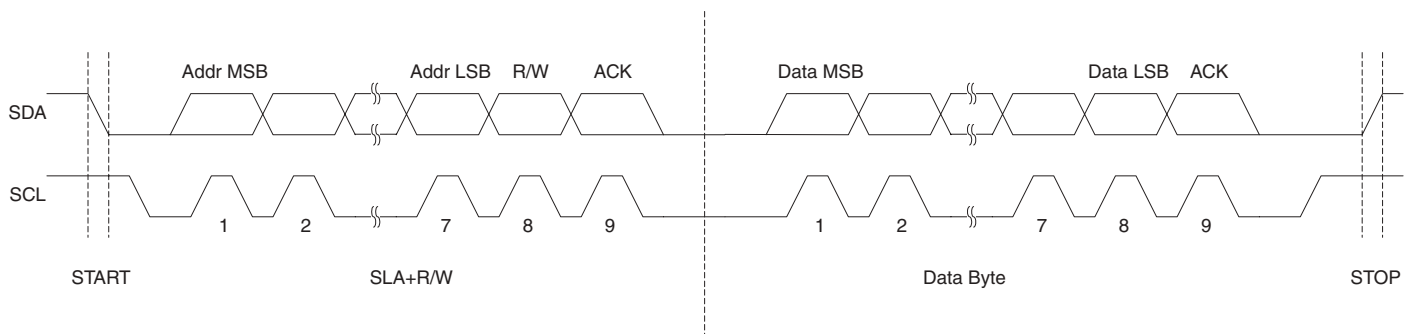 Addr MSB Addr LSB R/W ACK Data MSB Data LSB ACK
SDA
SCL
1 2 7 8 9 1 2 7 8 9
START SLA+R/W Data Byte STOP